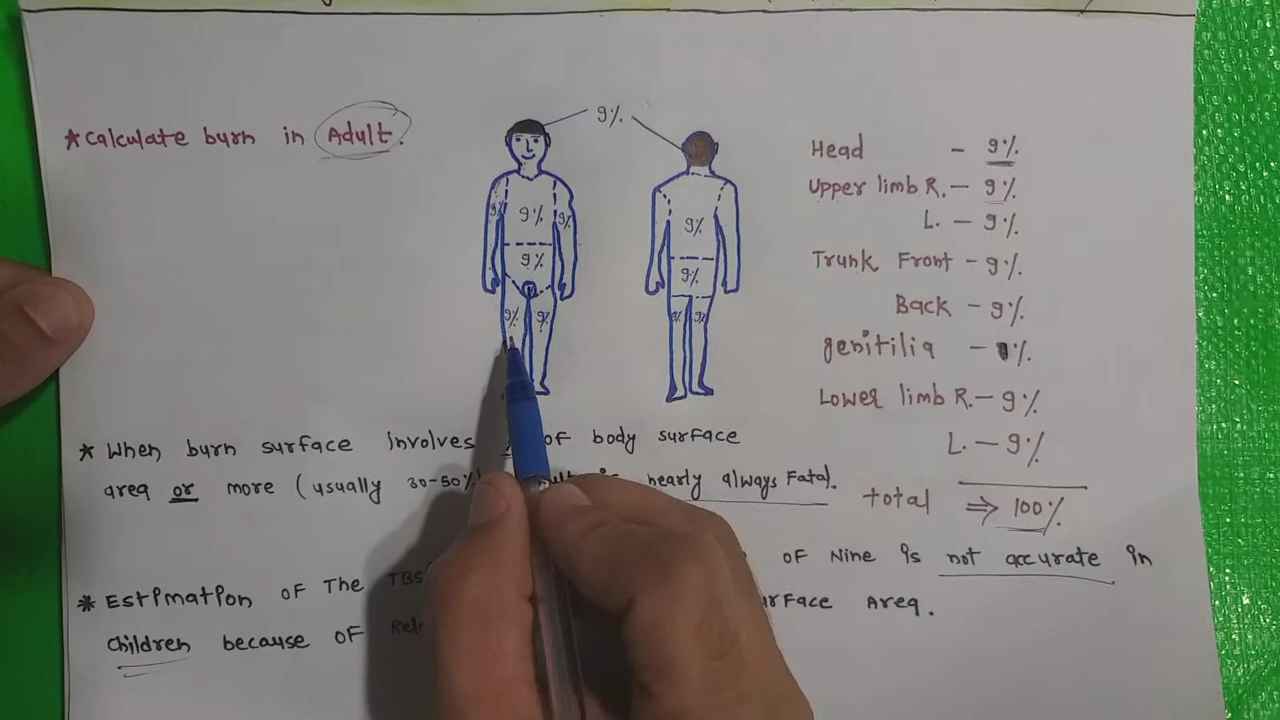 *Calculate burn in Adult.
9%
9% 9% 9%
9%
9% 9%
9%
9%
9% 9%
Head - 9%
Upper limb R. - 9%
L. - 9%
Trunk Front - 9%
Back - 9%
genitilia - 1%
Lower limb R. - 9%
L. - 9%
total ⇒ 100%
* When burn surface involves of body surface
area or more (usually 30-50%) is nearly always Fatal.
* Estimation of The of Nine is not accurate in
children because of Area.